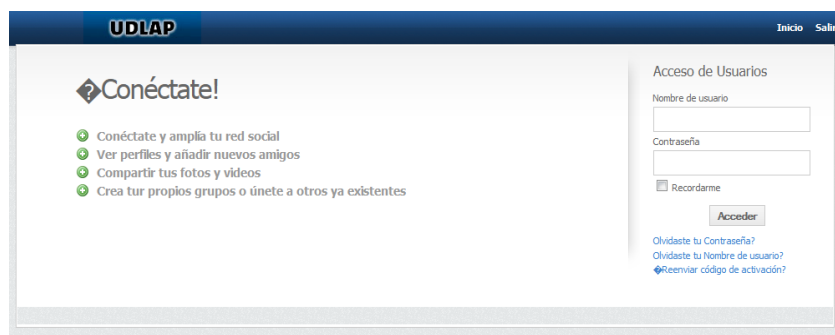 UDLAP
Inicio Salir
�Conéctate!
Conéctate y amplía tu red social
Ver perfiles y añadir nuevos amigos
Compartir tus fotos y videos
Crea tur propios grupos o únete a otros ya existentes
Acceso de Usuarios
Nombre de usuario
Contraseña
Recordarme
Acceder
Olvidaste tu Contraseña?
Olvidaste tu Nombre de usuario?
�Reenviar código de activación?